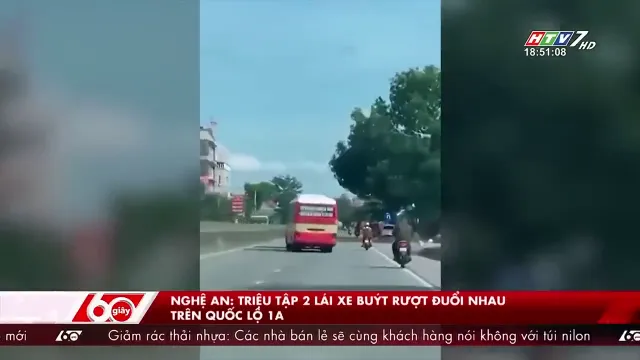 HTV7 HD
18:51:08
60 giây
NGHỆ AN: TRIỆU TẬP 2 LÁI XE BUÝT RƯỢT ĐUỔI NHAU
TRÊN QUỐC LỘ 1A
mới 60s Giảm rác thải nhựa: Các nhà bán lẻ sẽ cùng khách hàng nói không với túi nilon 60s